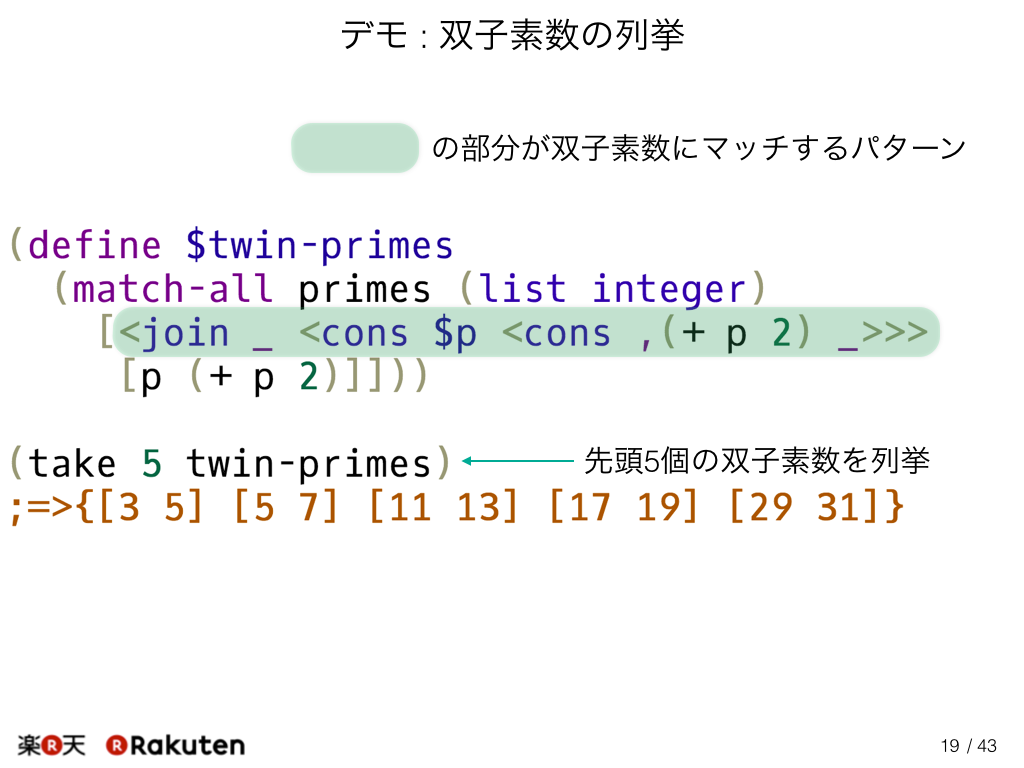 デモ : 双子素数の列挙
の部分が双子素数にマッチするパターン
(define $twin-primes
  (match-all primes (list integer)
    [<join _ <cons $p <cons ,(+ p 2) _>>>
     [p (+ p 2)]]))
(take 5 twin-primes) 先頭5個の双子素数を列挙
;=>{[3 5] [5 7] [11 13] [17 19] [29 31]}
楽R天 R Rakuten 19 / 43